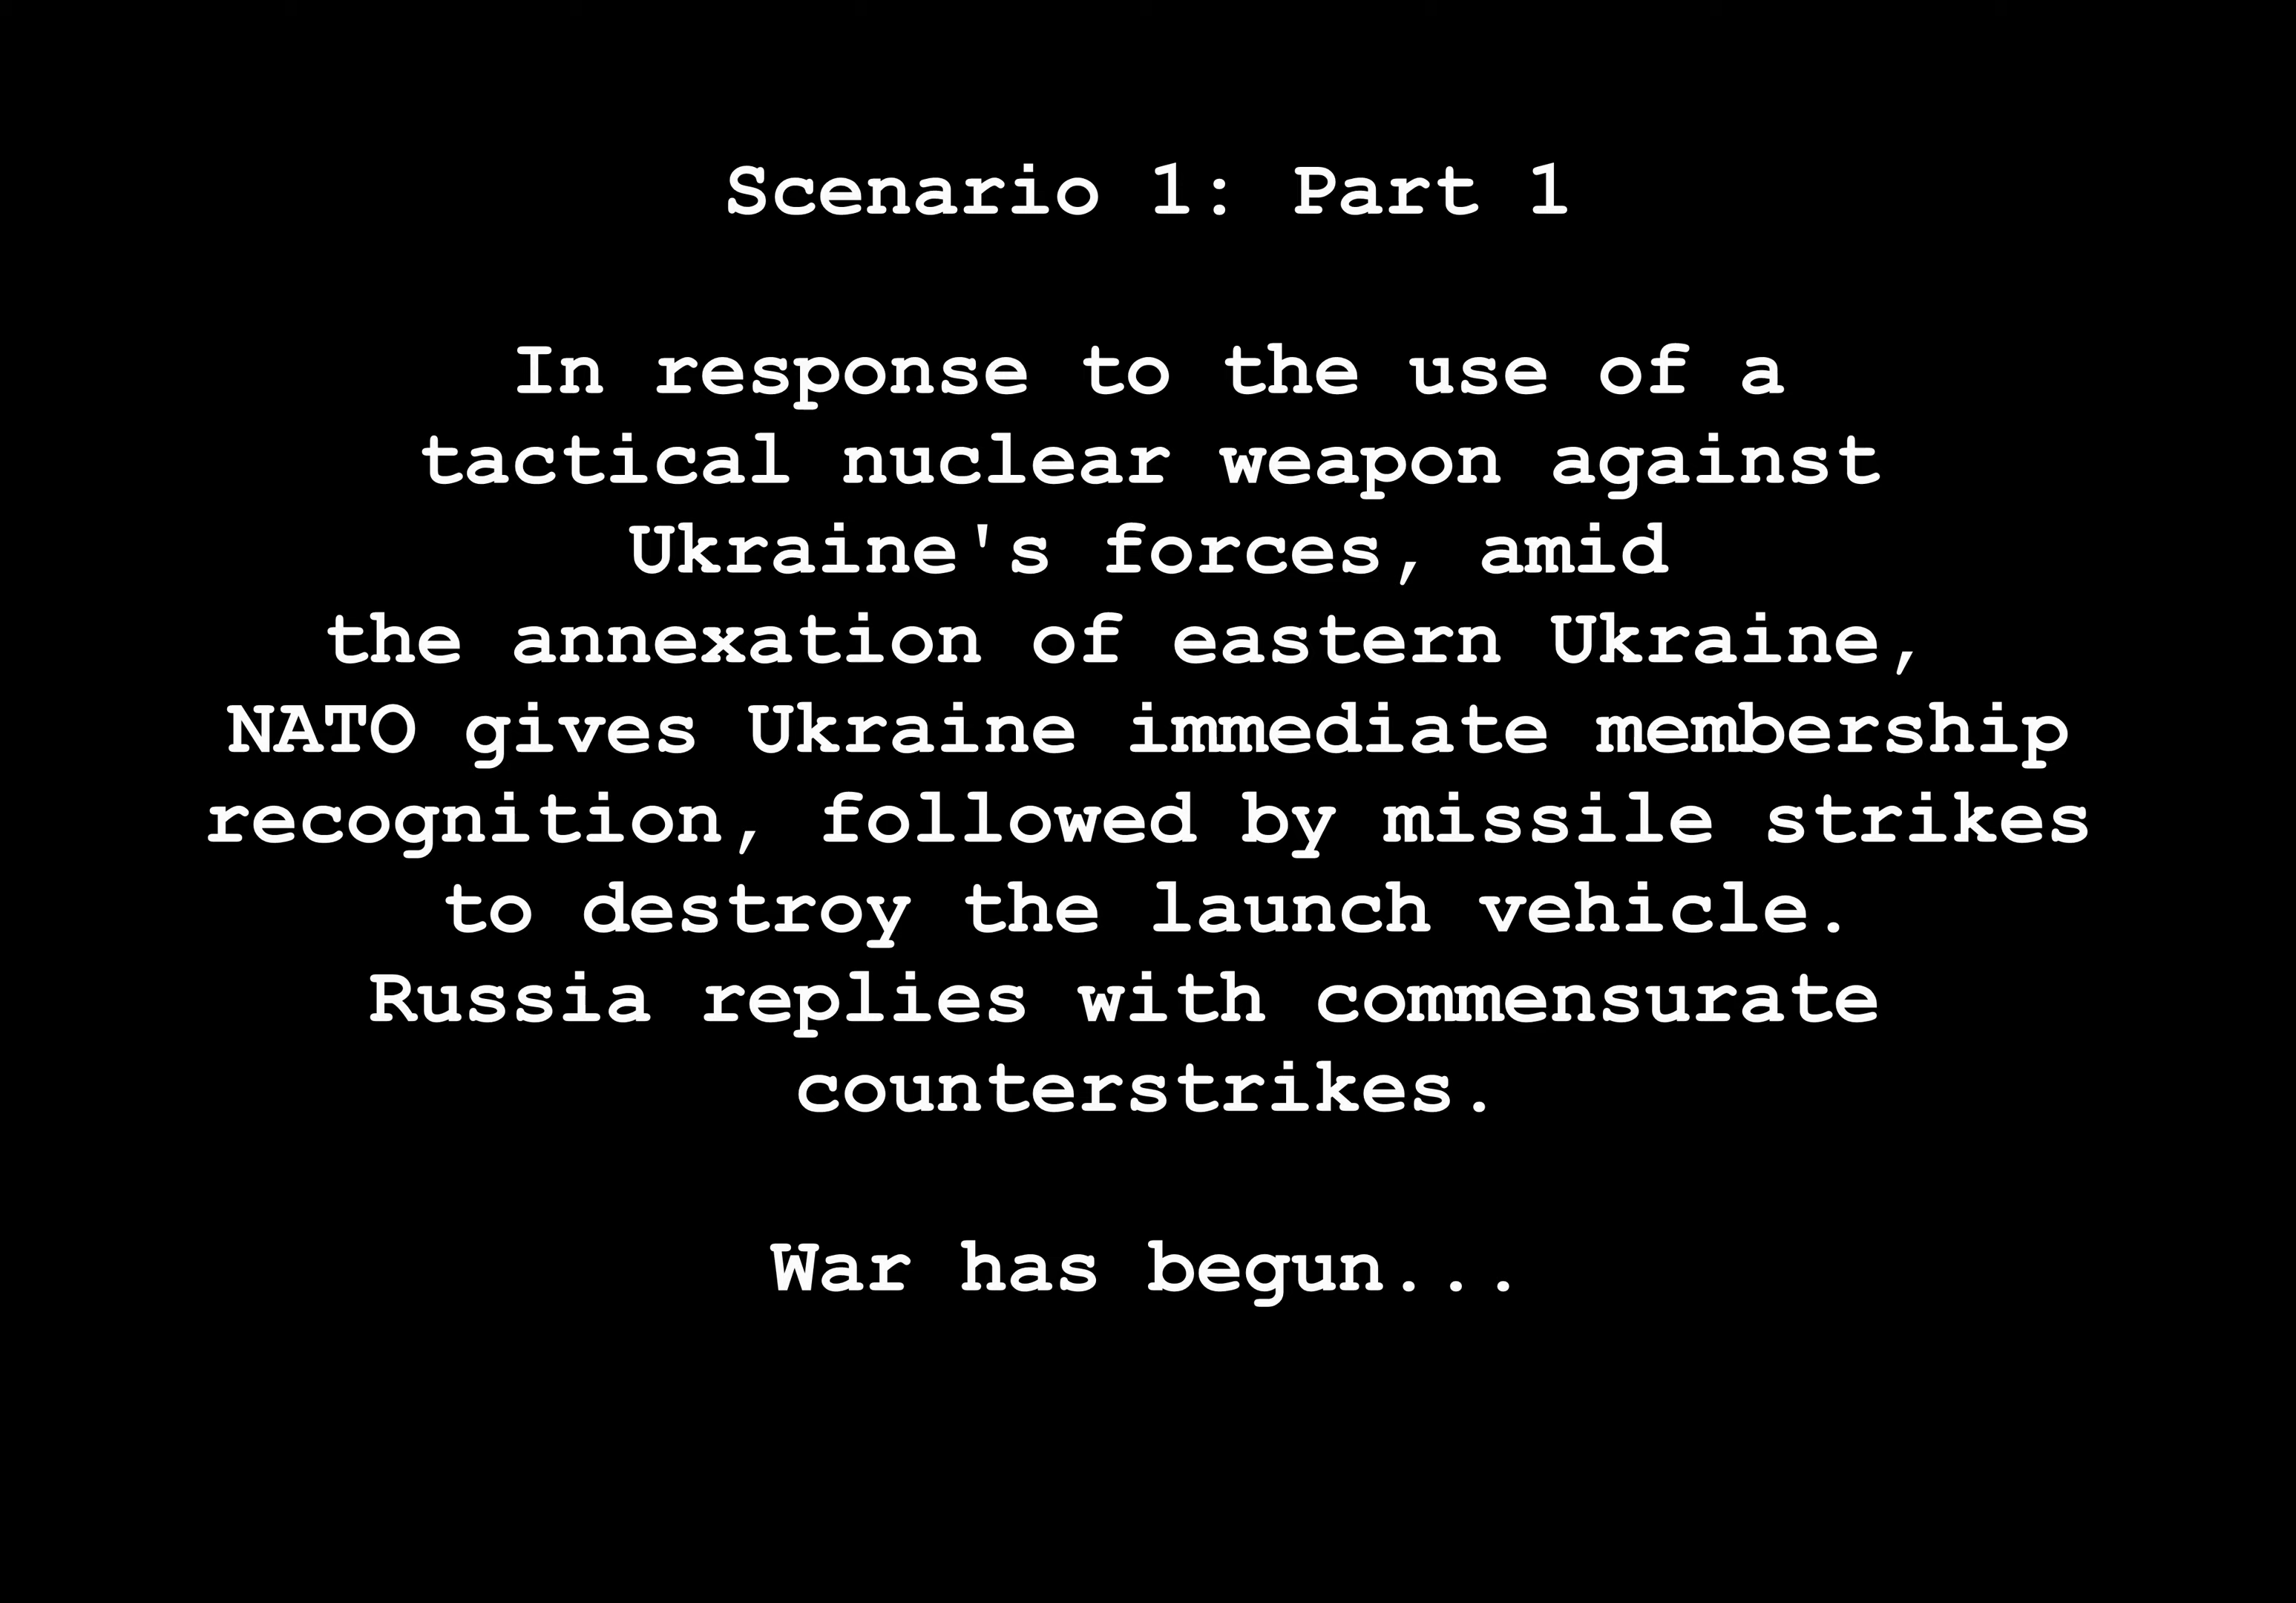 Scenario 1: Part 1
In response to the use of a
tactical nuclear weapon against
Ukraine's forces, amid
the annexation of eastern Ukraine,
NATO gives Ukraine immediate membership
recognition, followed by missile strikes
to destroy the launch vehicle.
Russia replies with commensurate
counterstrikes.
War has begun...